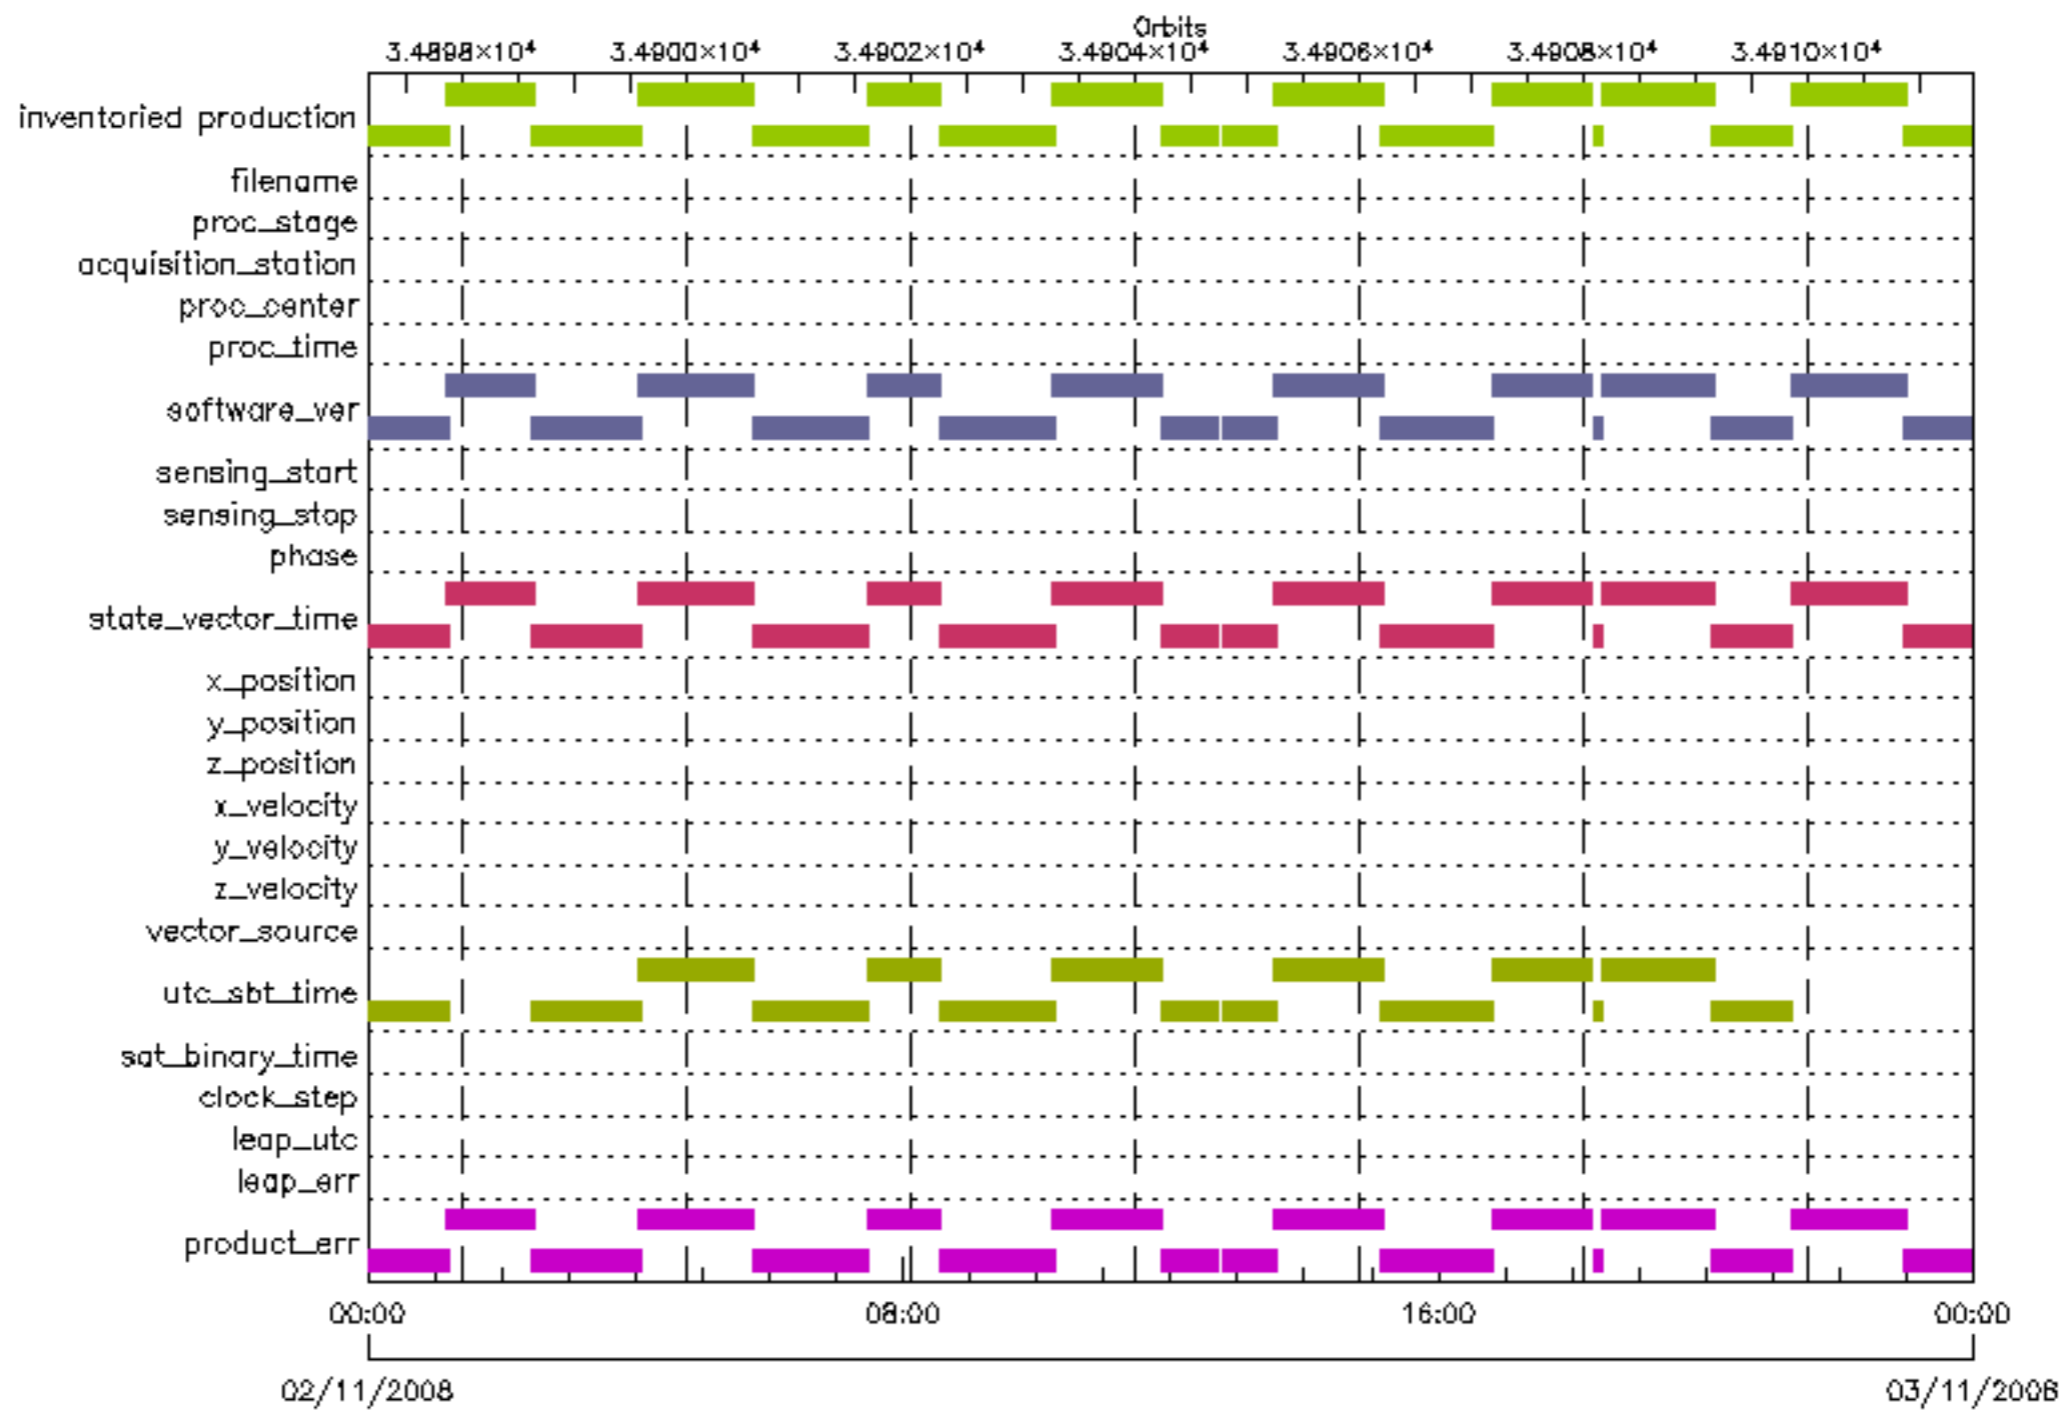 Orbits
3.4898×10⁴ 3.4900×10⁴ 3.4902×10⁴ 3.4904×10⁴ 3.4906×10⁴ 3.4908×10⁴ 3.4910×10⁴
inventoried production
filename
proc_stage
acquisition_station
proc_center
proc_time
software_ver
sensing_start
sensing_stop
phase
state_vector_time
x_position
y_position
z_position
x_velocity
y_velocity
z_velocity
vector_source
utc_sbt_time
sat_binary_time
clock_step
leap_utc
leap_err
product_err
00:00 08:00 16:00 00:00
02/11/2008 03/11/2008